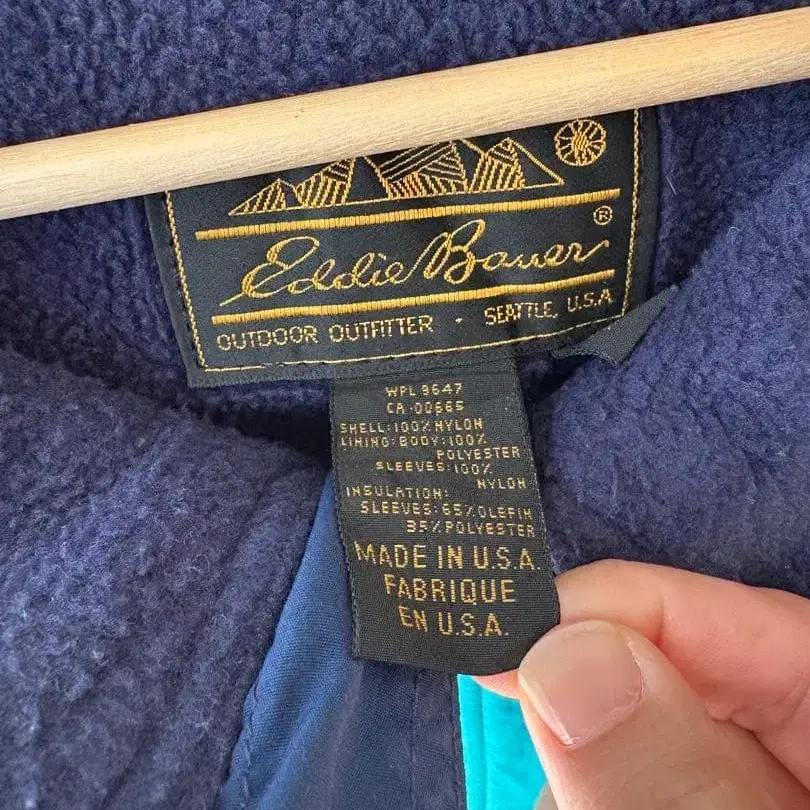 Eddie Bauer®
OUTDOOR OUTFITTER · SEATTLE, U.S.A
WPL 9647
CA·00665
SHELL:100%NYLON
LINING:BODY:100%
POLYESTER
SLEEVES:100%
NYLON
INSULATION:
SLEEVES:65%OLEFIN
35%POLYESTER
MADE IN U.S.A.
FABRIQUE
EN U.S.A.